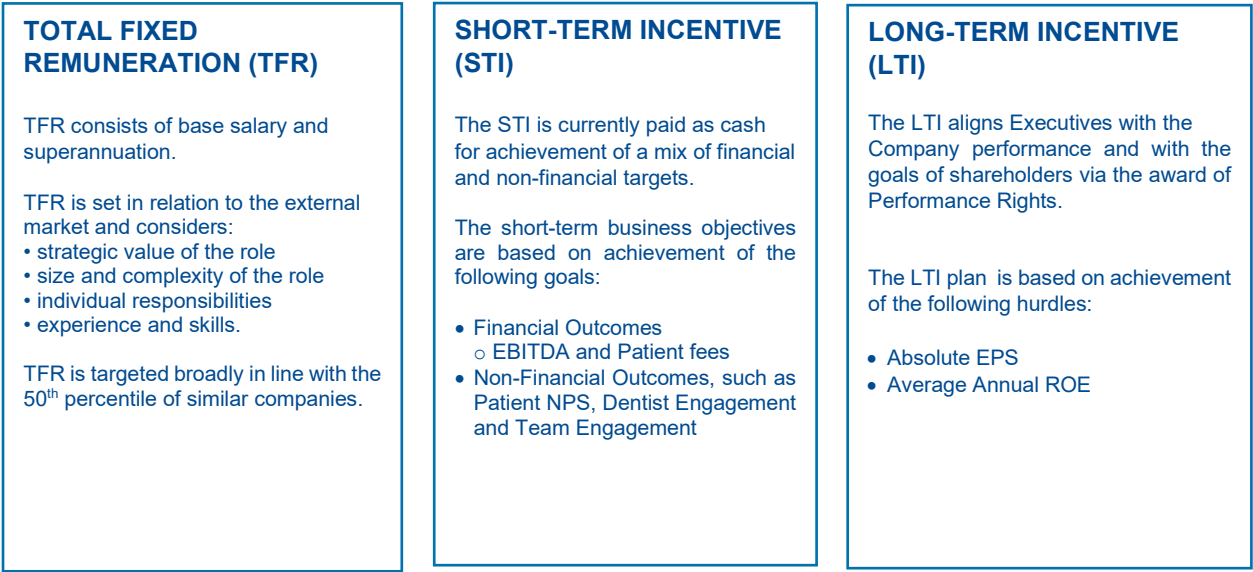 TOTAL FIXED
REMUNERATION (TFR)
TFR consists of base salary and
superannuation.
TFR is set in relation to the external
market and considers:
• strategic value of the role
• size and complexity of the role
• individual responsibilities
• experience and skills.
TFR is targeted broadly in line with the
50th percentile of similar companies.
SHORT-TERM INCENTIVE
(STI)
The STI is currently paid as cash
for achievement of a mix of financial
and non-financial targets.
The short-term business objectives
are based on achievement of the
following goals:
• Financial Outcomes
o EBITDA and Patient fees
• Non-Financial Outcomes, such as
Patient NPS, Dentist Engagement
and Team Engagement
LONG-TERM INCENTIVE
(LTI)
The LTI aligns Executives with the
Company performance and with the
goals of shareholders via the award of
Performance Rights.
The LTI plan is based on achievement
of the following hurdles:
• Absolute EPS
• Average Annual ROE